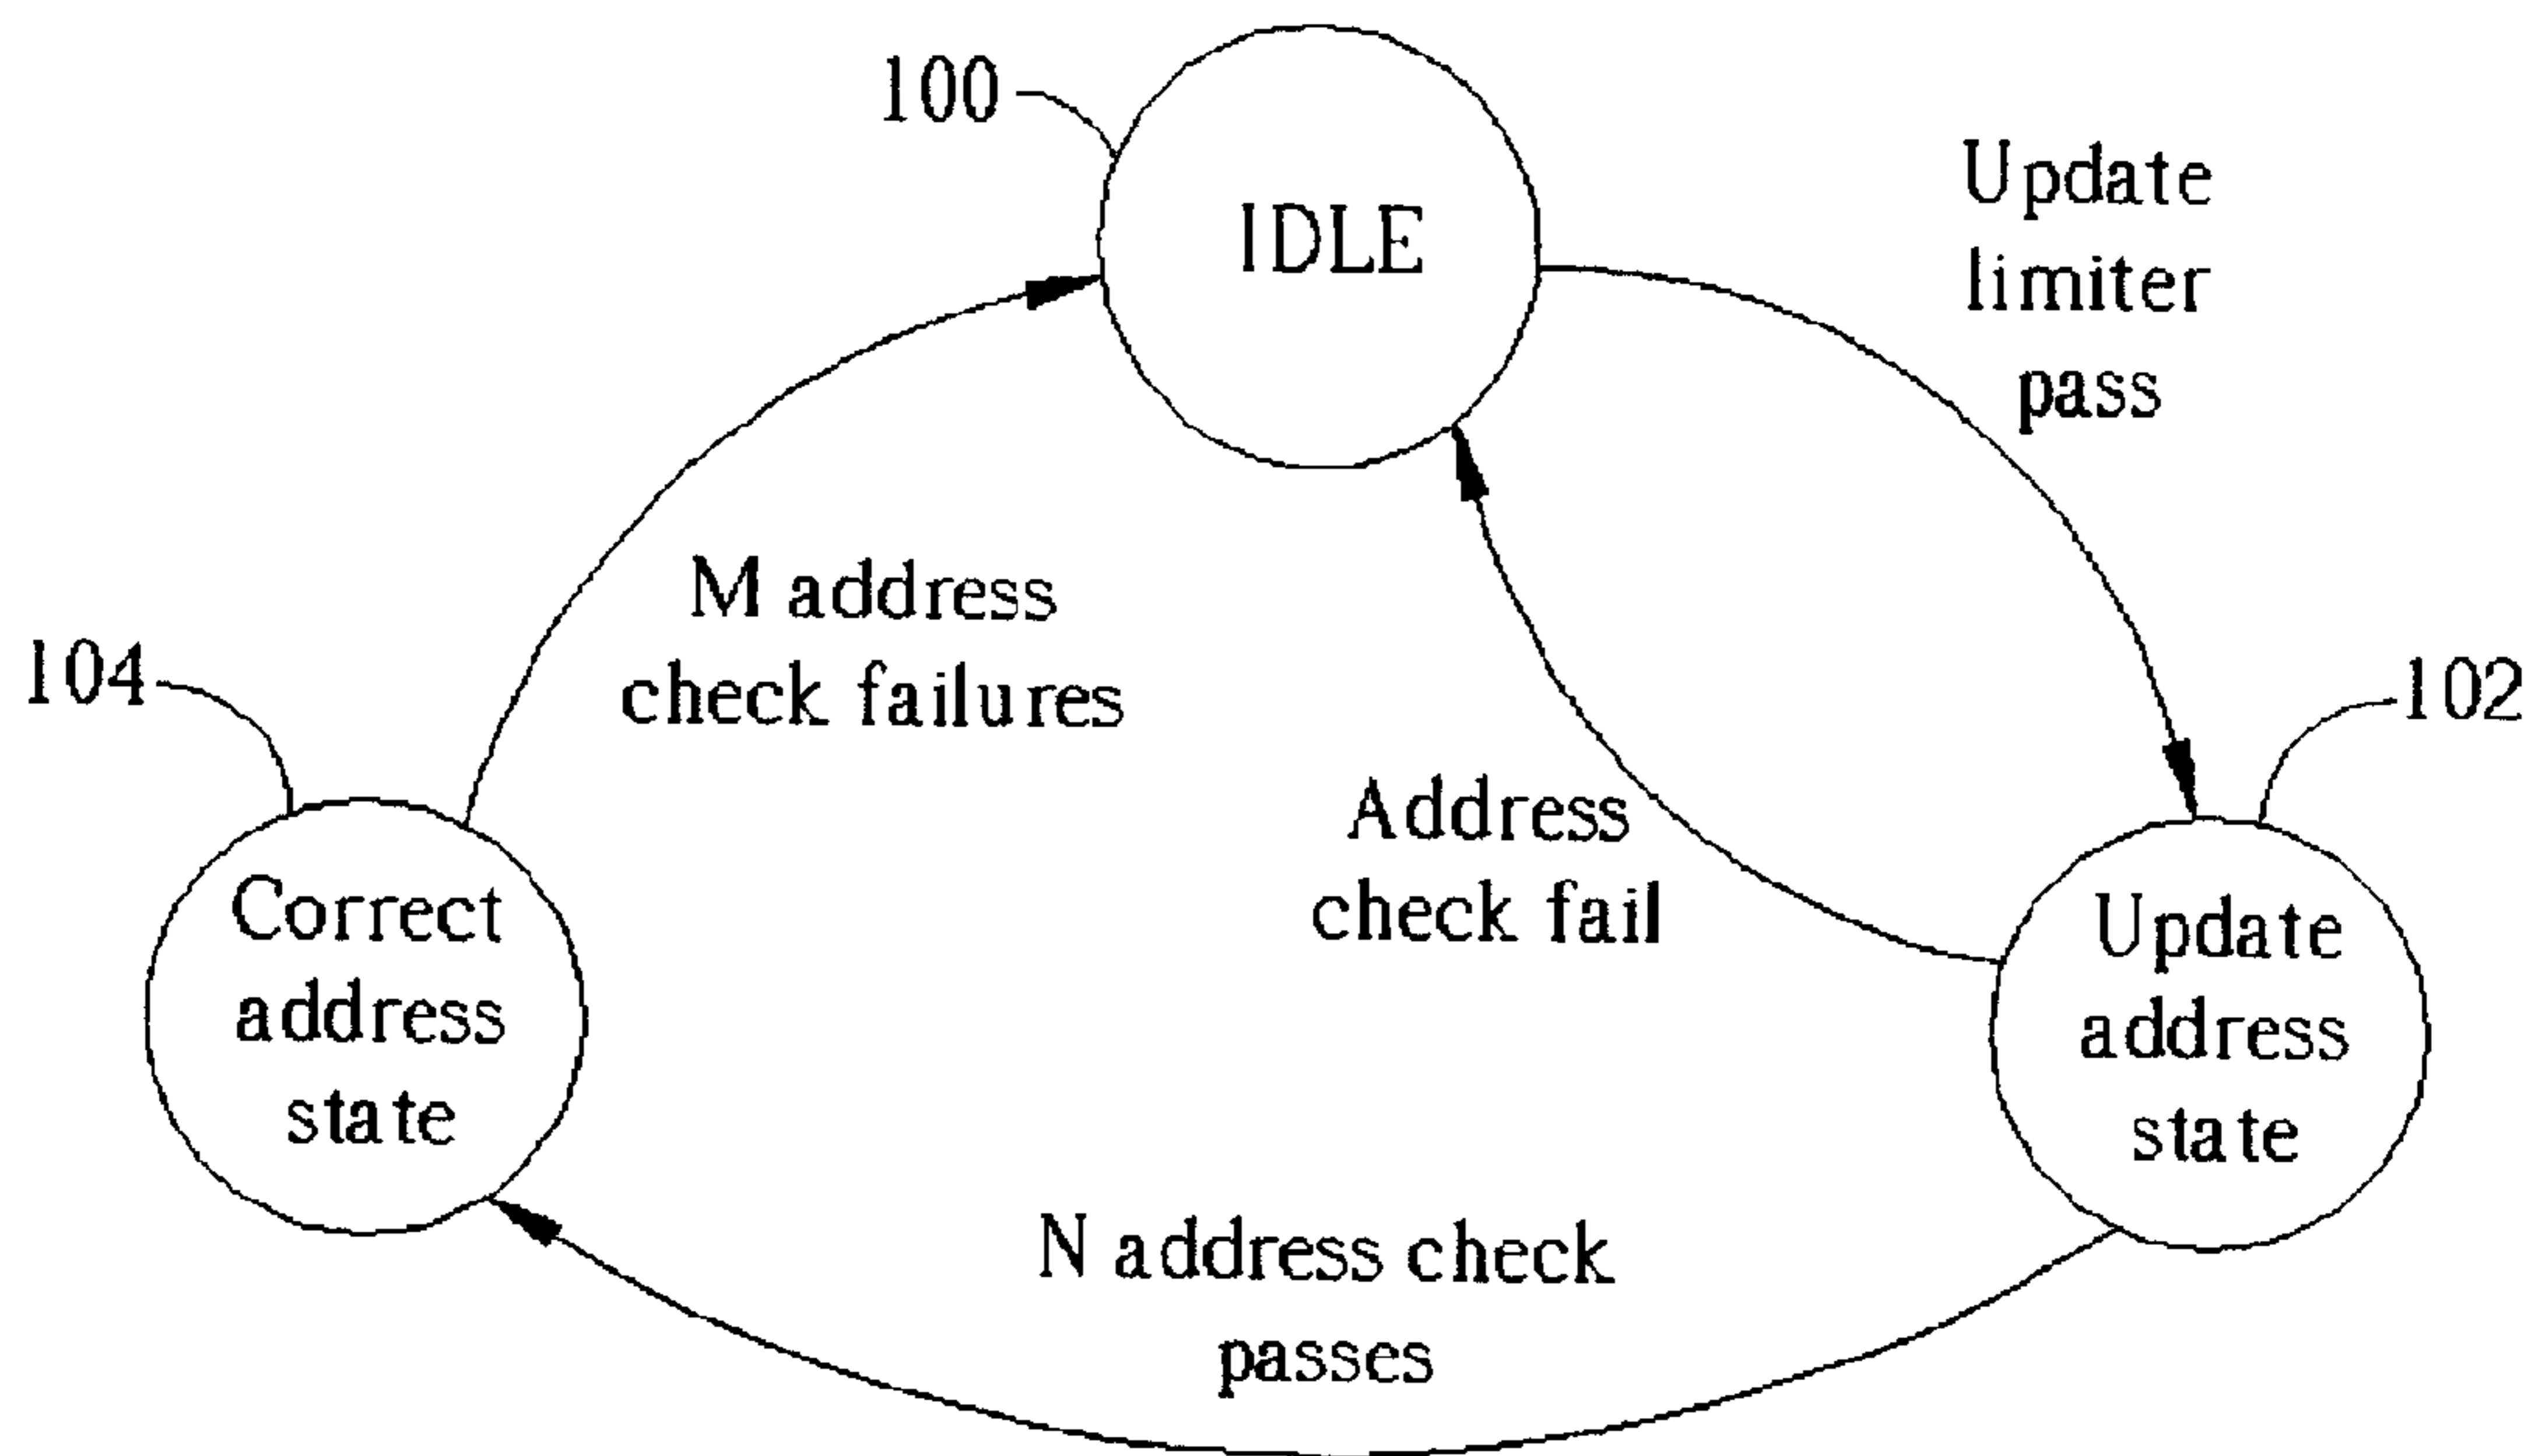 100
IDLE
Update
limiter
pass
M address
check failures
104
102
Address
check fail
Correct
address
state
Update
address
state
N address check
passes